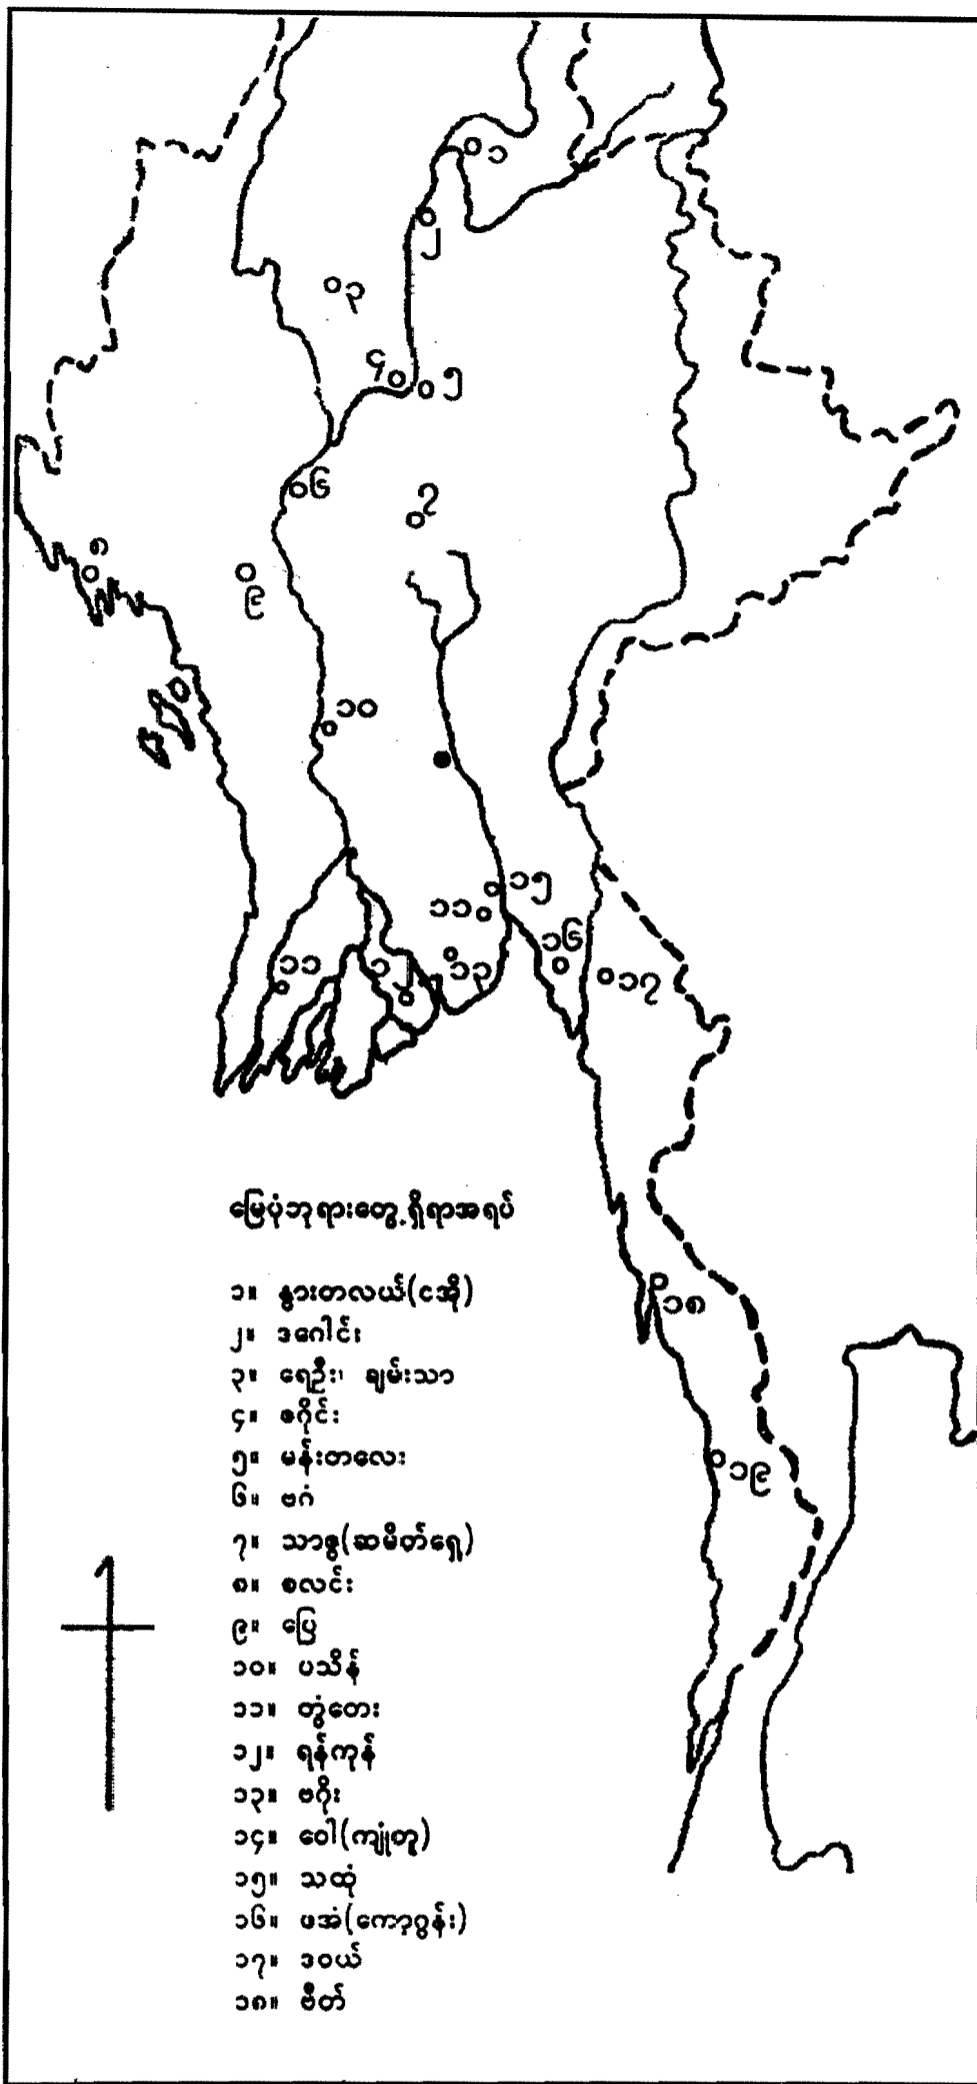 ၁
၂
၃
၄
၅
၆
၇
၈
၉
၁၀
၁၅
၁၁
၁၆
၁၁
၁၂
၁၃
၁၇
မြေပုံဘုရားတွေ့ရှိရာအရပ်
၁။ နွားတလယ်(ငအို)
၂။ ဒဂေါင်း
၃။ ရေဦး၊ ချမ်းသာ
၁၈
၄။ စဂိုင်း
၅။ မန်းတလေး
၁၉
၆။ ဗဂံ
၇။ သာစွ(ဆမိတ်ရှေ့)
၈။ စလင်း
၉။ ပြေ
၁၀။ ပသိန်
၁၁။ တွံတေး
၁၂။ ရန်ကုန်
၁၃။ ဗဂိုး
၁၄။ ဝေါ(ကျုံတူ)
၁၅။ သထုံ
၁၆။ ဖအံ(ကော့ဂွန်း)
၁၇။ ဒဝယ်
၁၈။ ဗိတ်